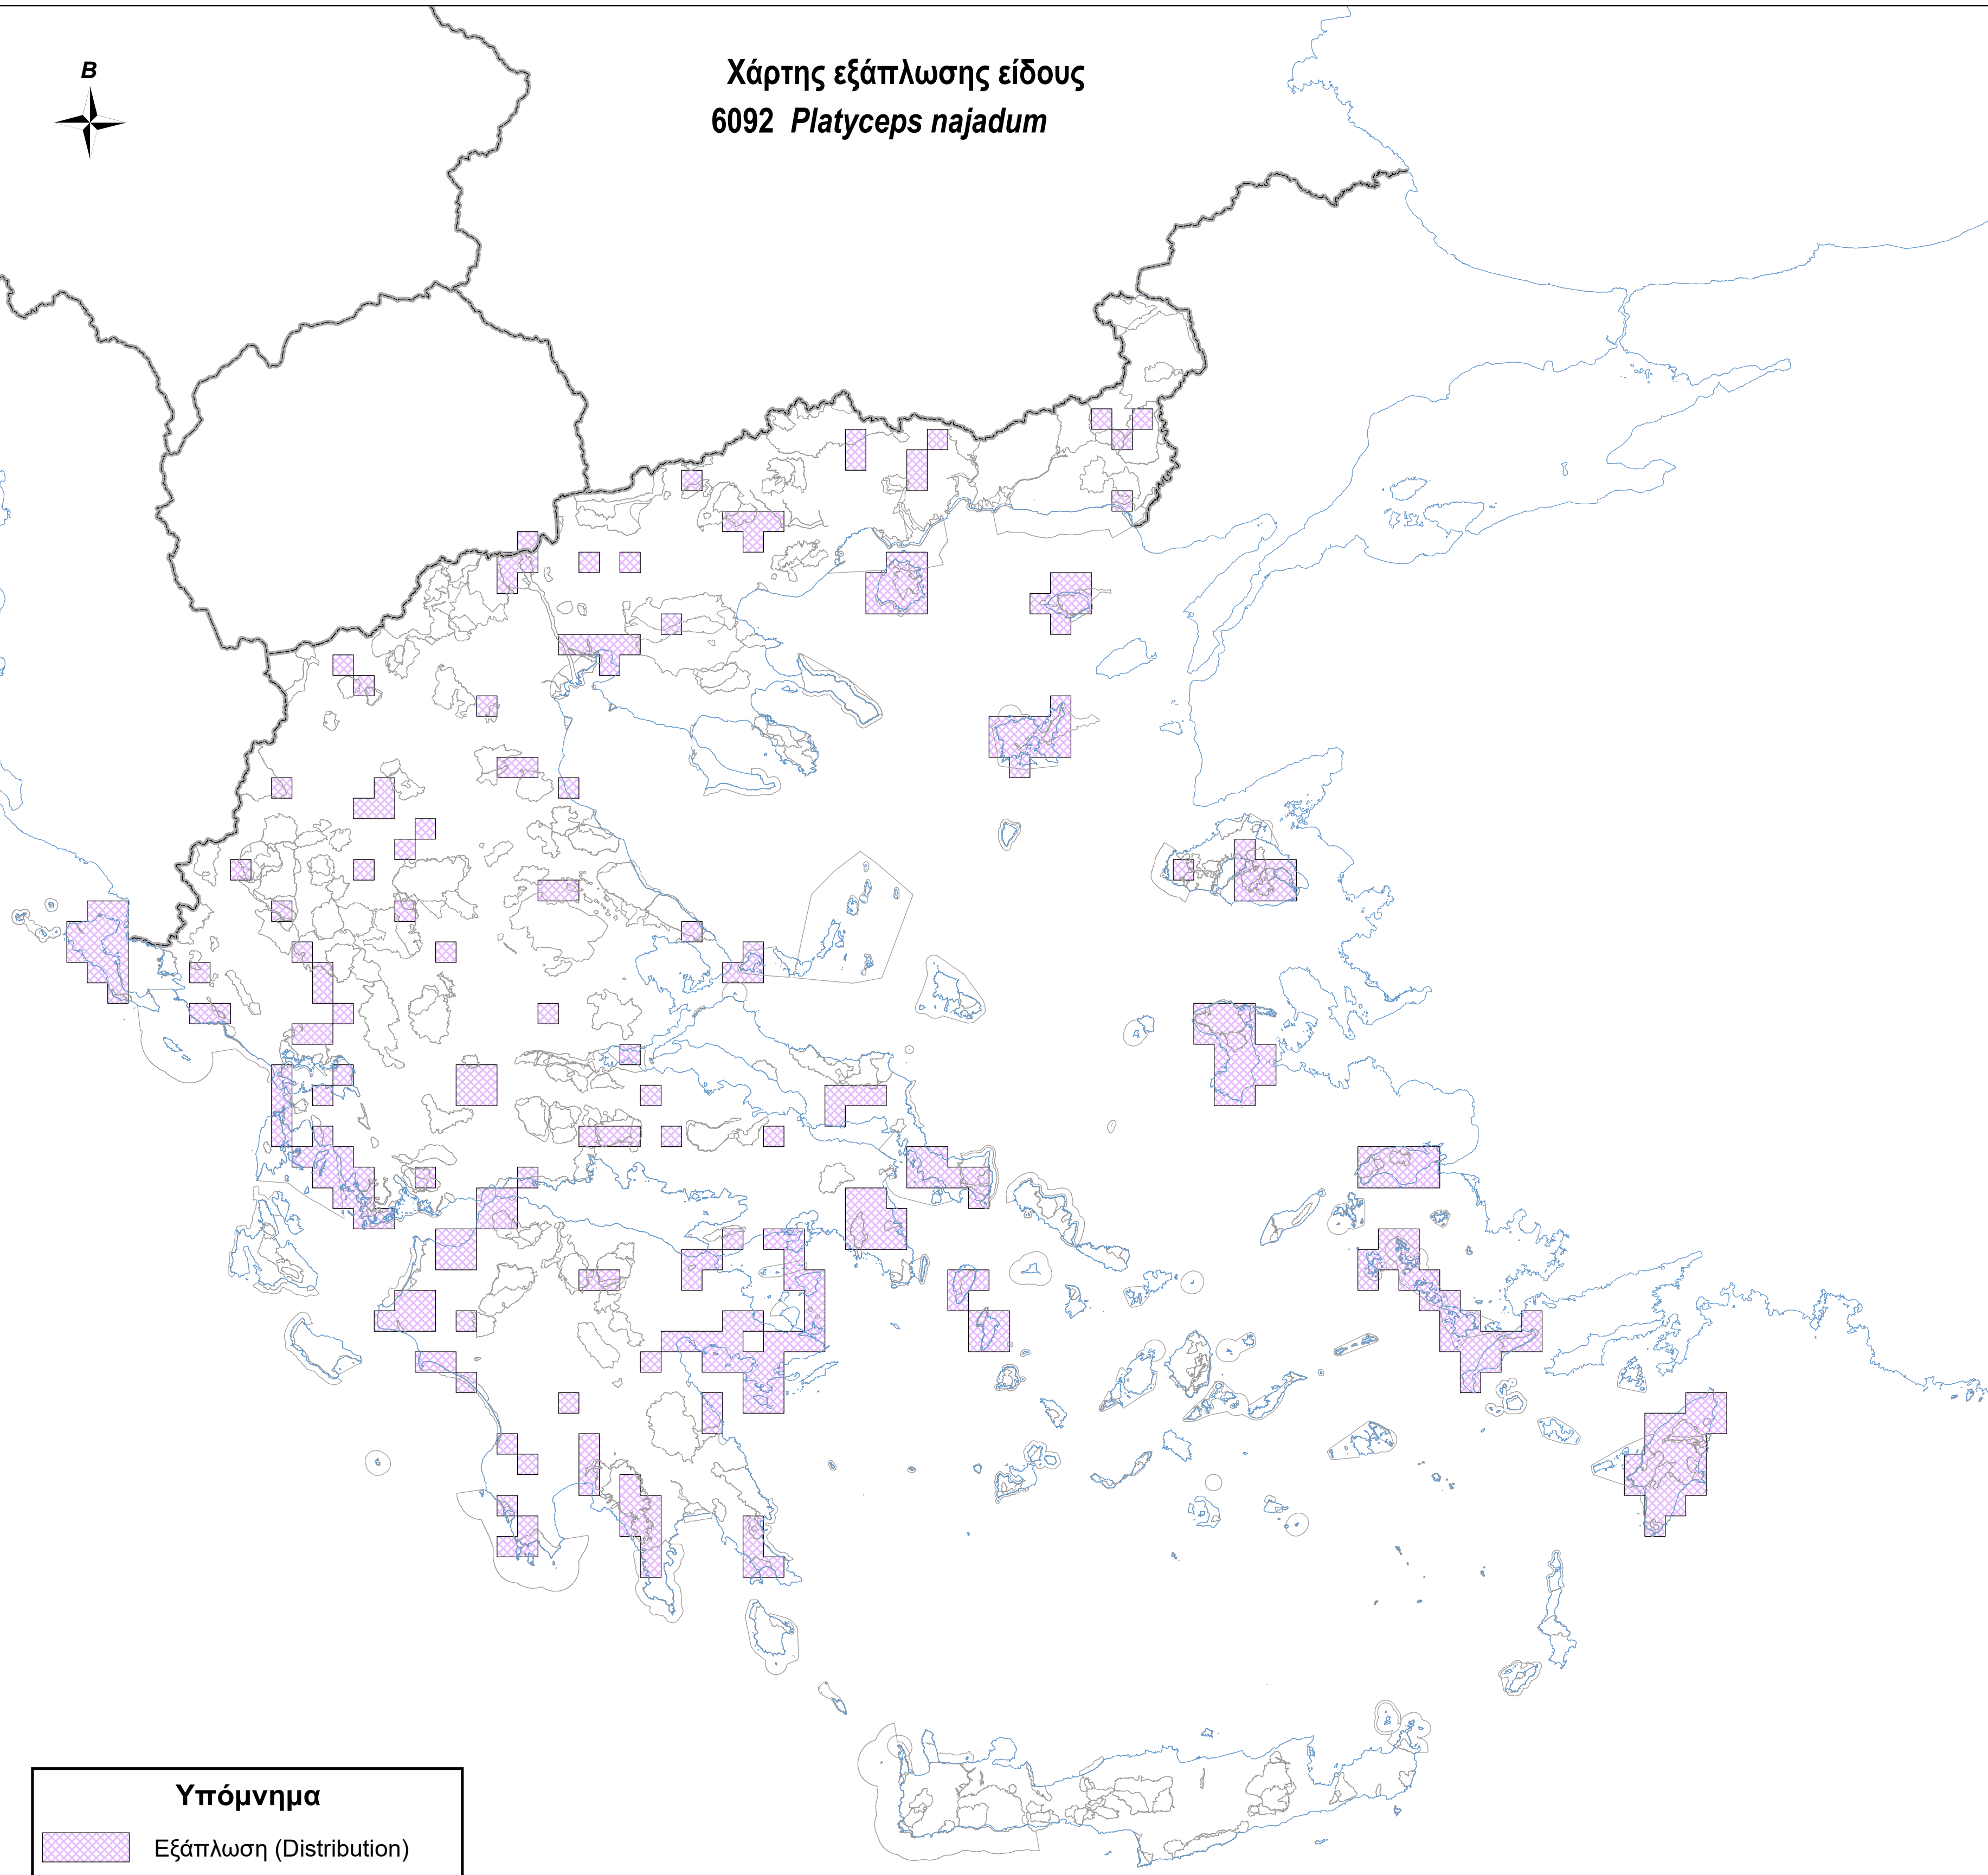 B
Χάρτης εξάπλωσης είδους
6092 Platyceps najadum
Υπόμνημα
Εξάπλωση (Distribution)